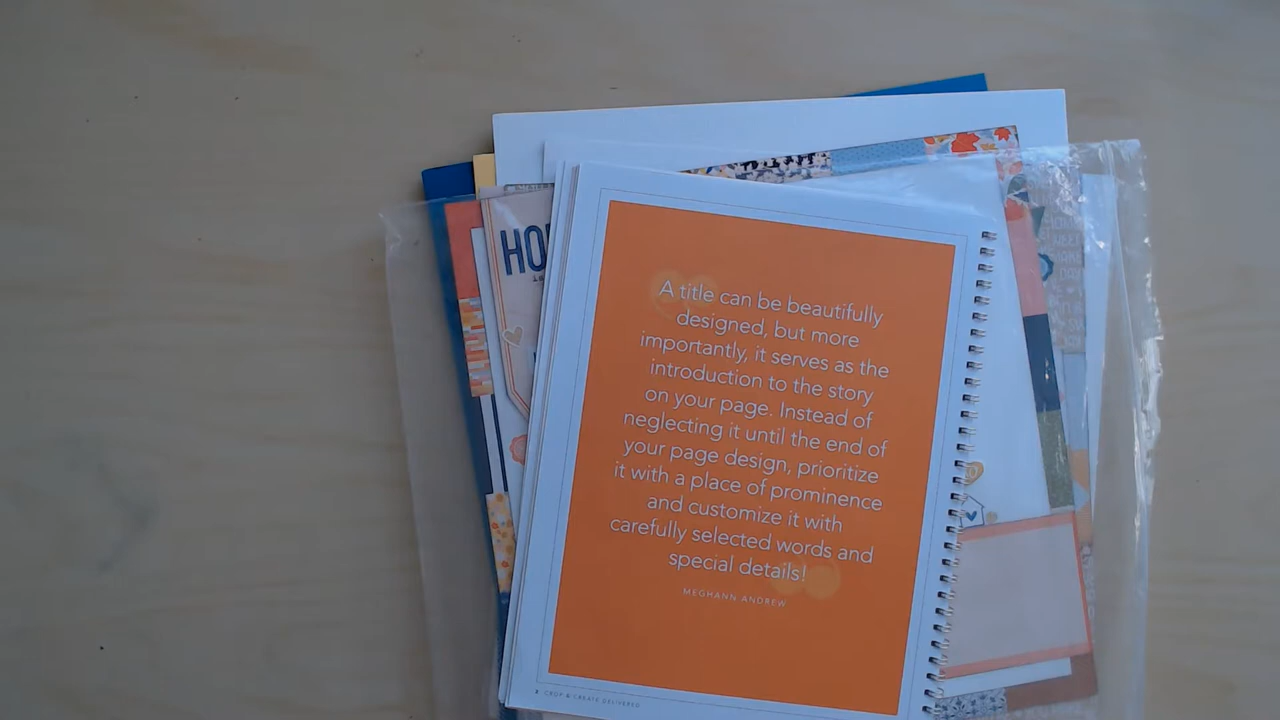 HO
A title can be beautifully
designed, but more
importantly, it serves as the
introduction to the story
on your page. Instead of
neglecting it until the end of
your page design, prioritize
it with a place of prominence
and customize it with
carefully selected words and
special details!
MEGHANN ANDREW
CROP & CREATE DELIVERED